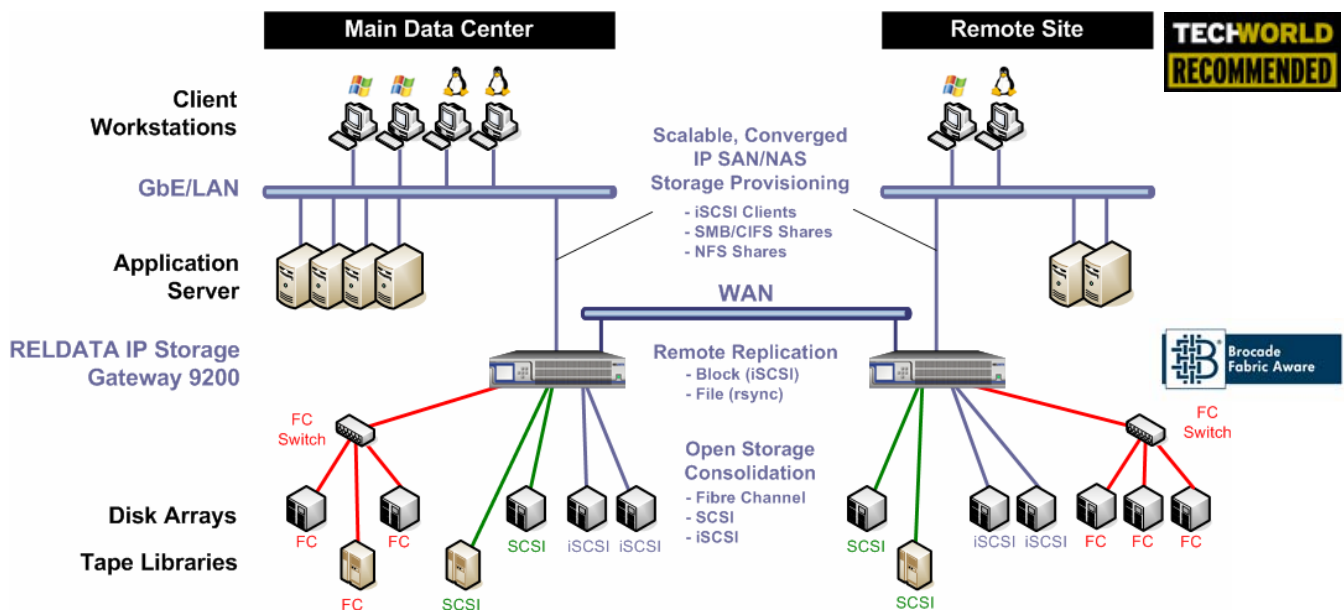 Main Data Center
Remote Site
TECHWORLD
RECOMMENDED
Client
Workstations
Scalable, Converged
IP SAN/NAS
Storage Provisioning
- iSCSI Clients
- SMB/CIFS Shares
- NFS Shares
GbE/LAN
Application
Server
WAN
RELDATA IP Storage
Gateway 9200
Remote Replication
- Block (iSCSI)
- File (rsync)
Brocade
Fabric Aware
FC
Switch
FC
Switch
Open Storage
Consolidation
- Fibre Channel
- SCSI
- iSCSI
Disk Arrays
FC
FC
SCSI
iSCSI
iSCSI
SCSI
iSCSI
iSCSI
FC
FC
FC
Tape Libraries
FC
SCSI
SCSI